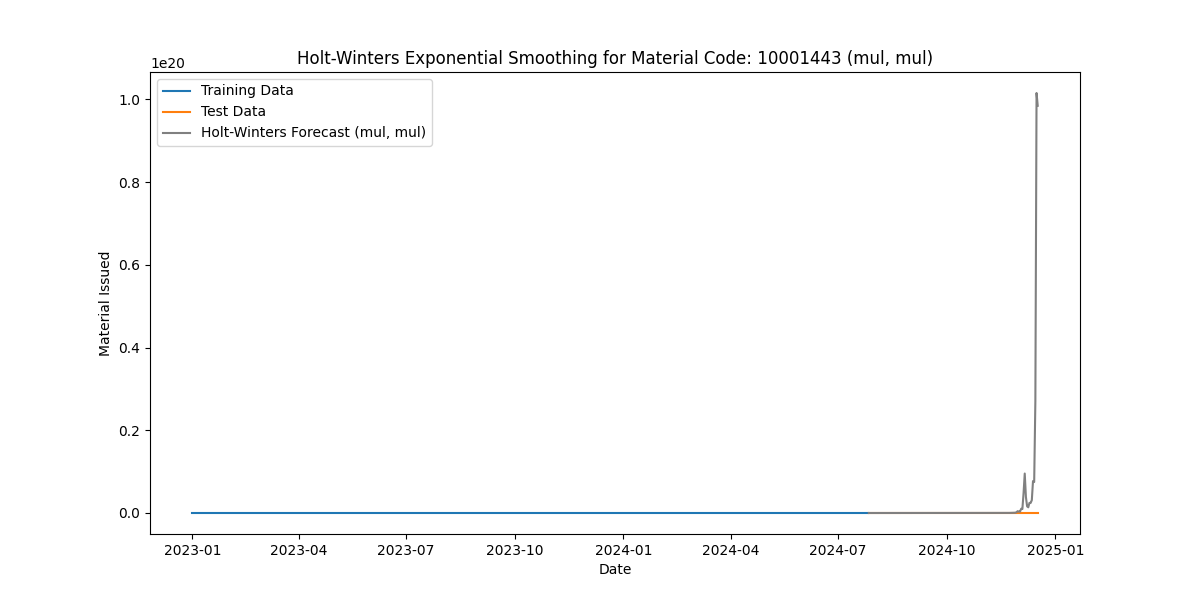 Holt-Winters Exponential Smoothing for Material Code: 10001443 (mul, mul)
1e20
Training Data
Test Data
Holt-Winters Forecast (mul, mul)
1.0
0.8
0.6
0.4
0.2
0.0
Material Issued
2023-01 2023-04 2023-07 2023-10 2024-01 2024-04 2024-07 2024-10 2025-01
Date